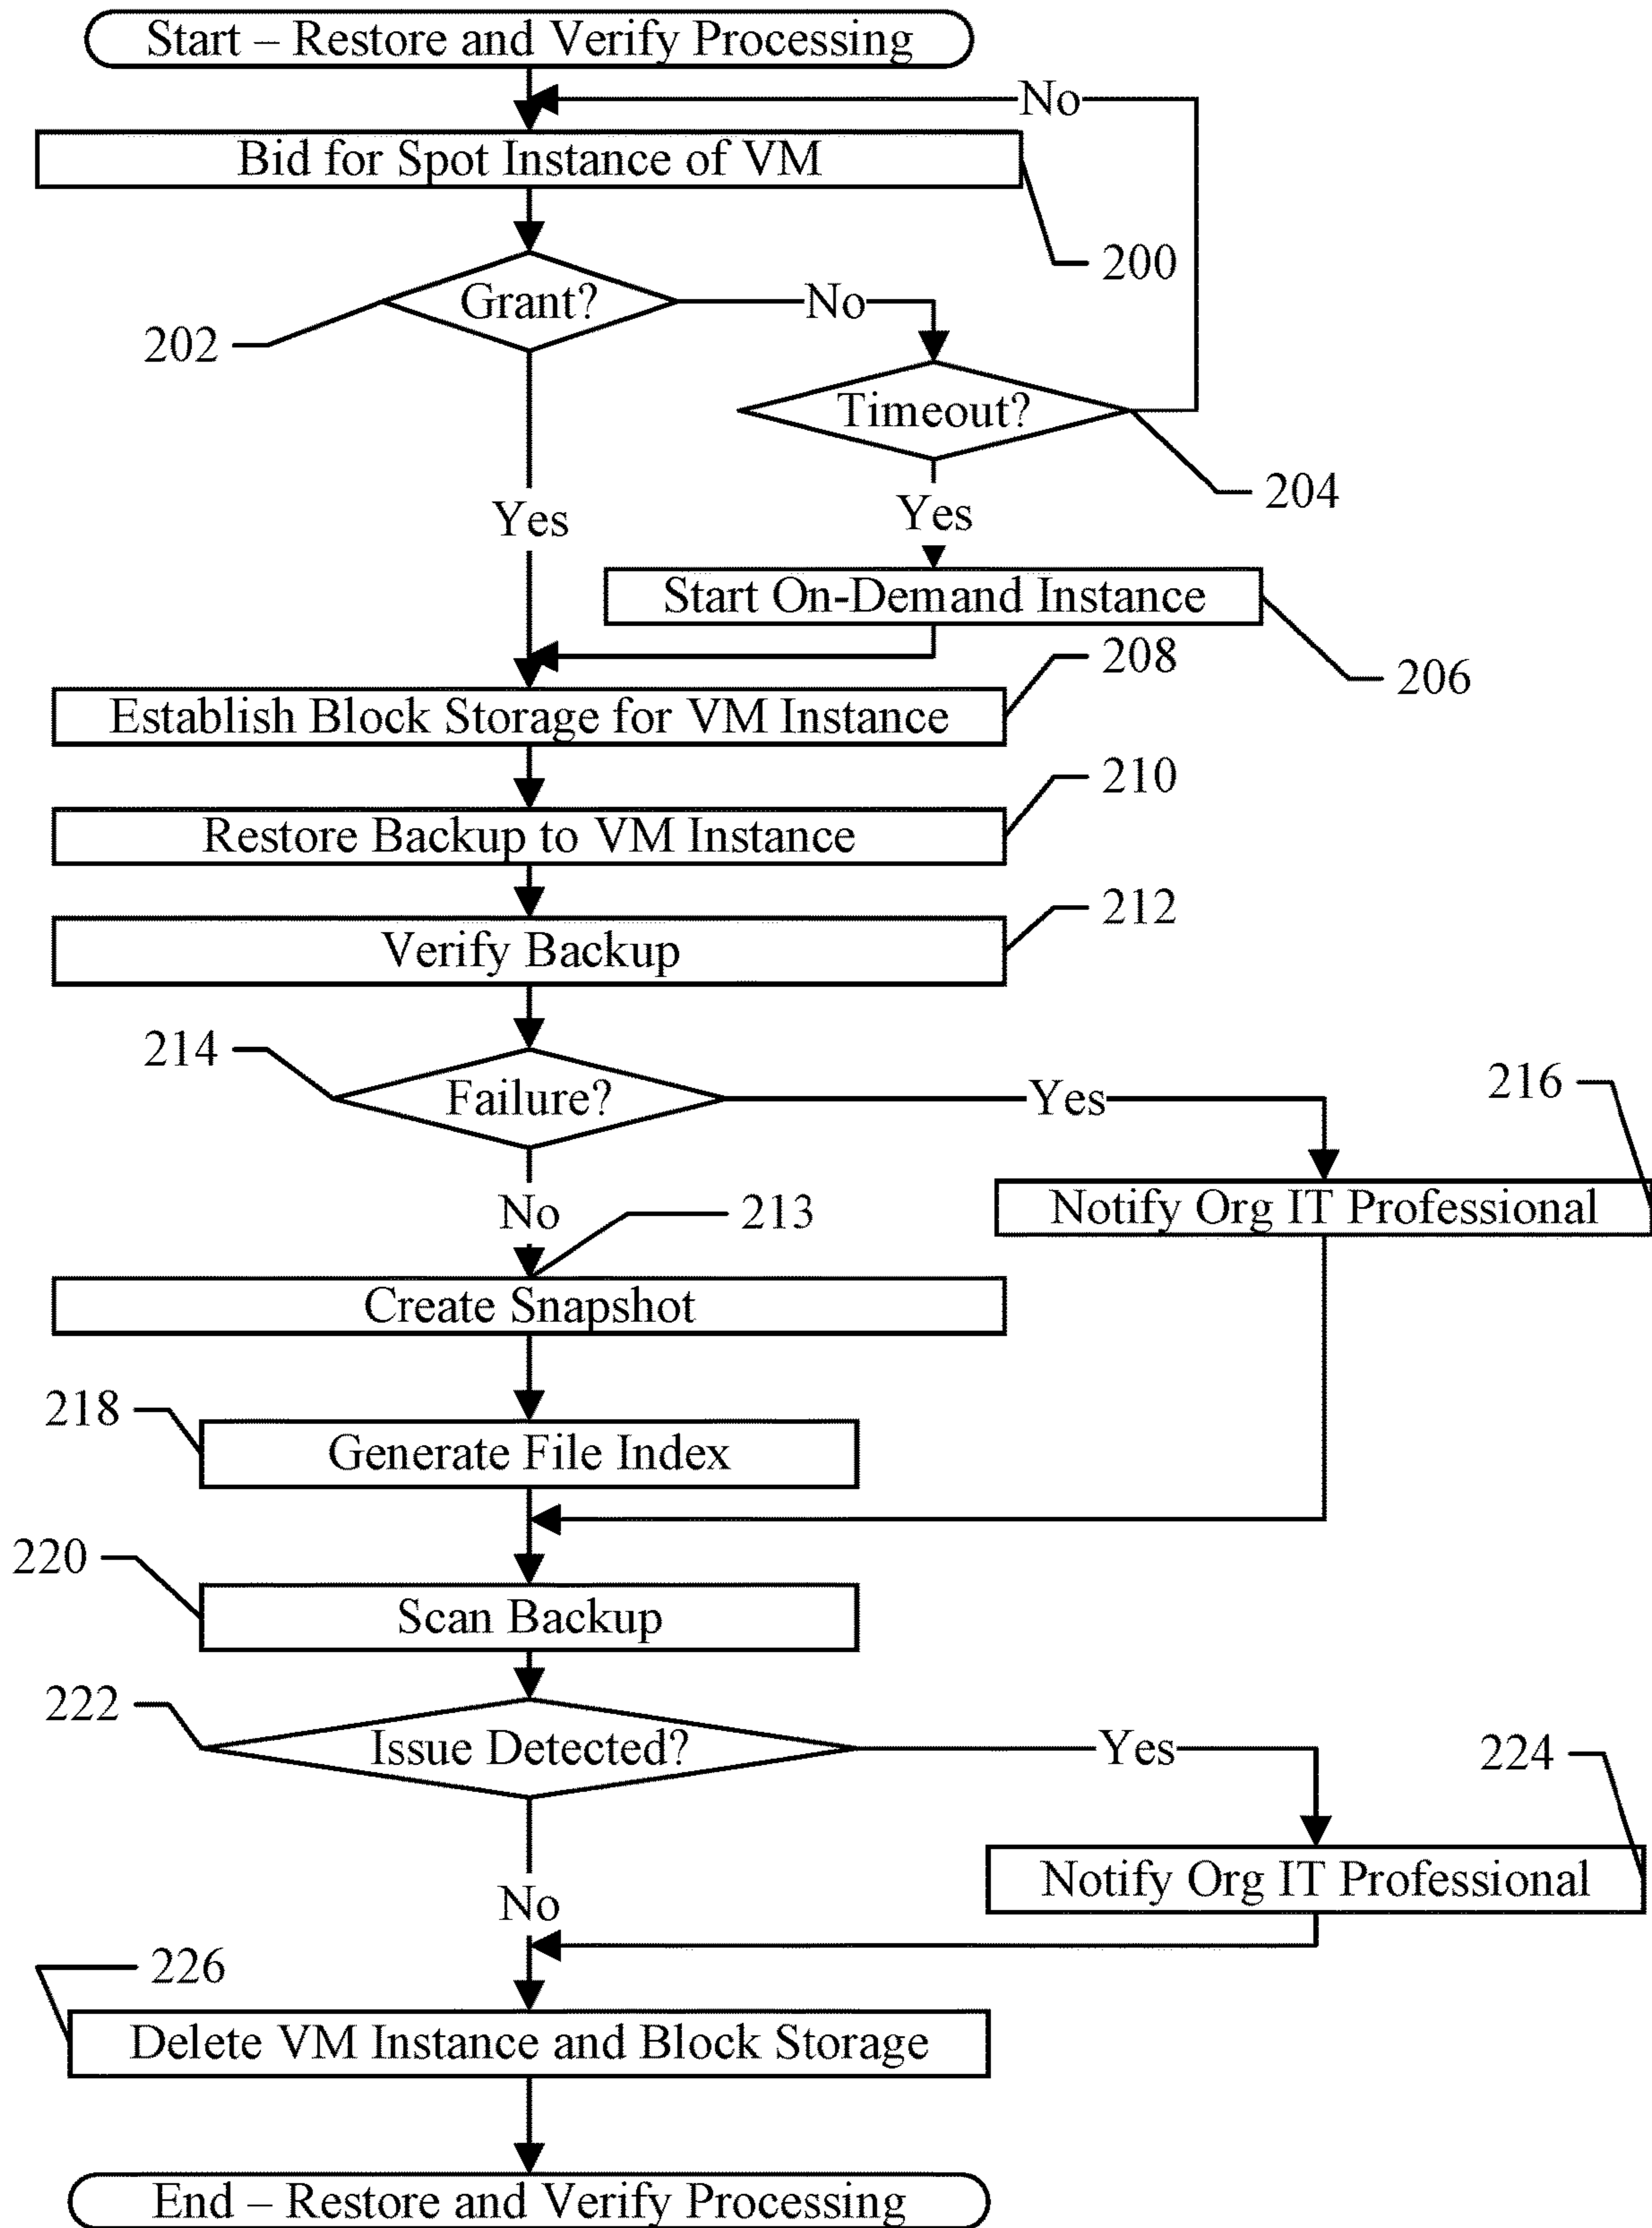 Start – Restore and Verify Processing
No
Bid for Spot Instance of VM
200
Grant?
No
202
Timeout?
204
Yes
Yes
Start On-Demand Instance
206
208
Establish Block Storage for VM Instance
210
Restore Backup to VM Instance
212
Verify Backup
214
Failure?
Yes
216
Notify Org IT Professional
No
213
Create Snapshot
218
Generate File Index
220
Scan Backup
222
Issue Detected?
Yes
224
Notify Org IT Professional
No
226
Delete VM Instance and Block Storage
End – Restore and Verify Processing